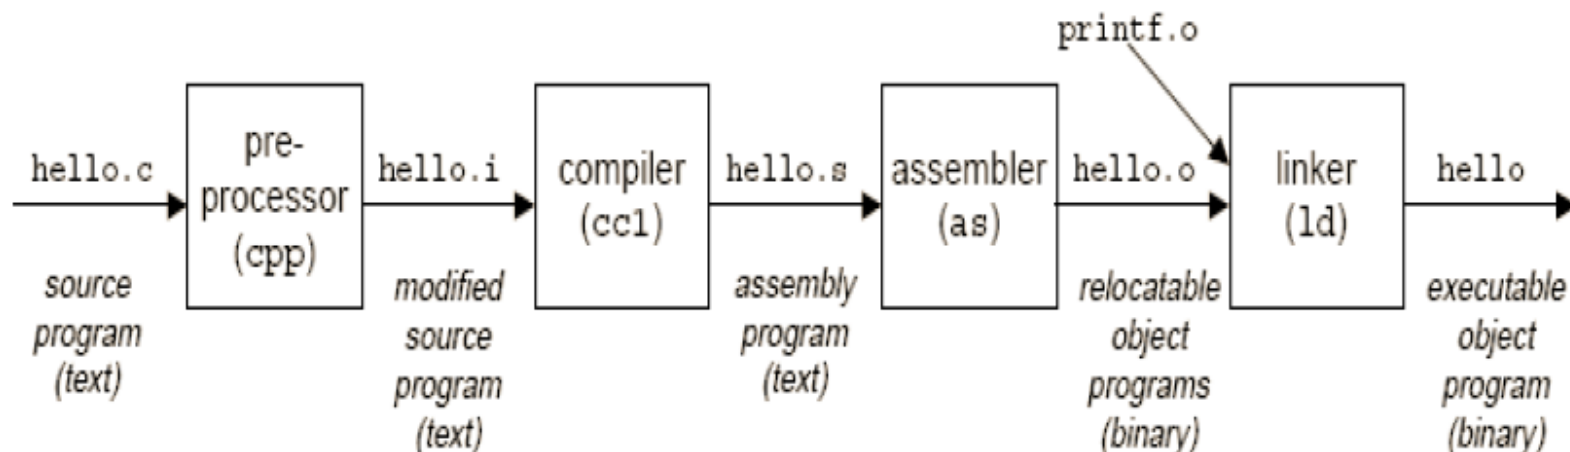 printf.o
hello.c
pre-
processor
(cpp)
hello.i
compiler
(cc1)
hello.s
assembler
(as)
hello.o
linker
(ld)
hello
source
program
(text)
modified
source
program
(text)
assembly
program
(text)
relocatable
object
programs
(binary)
executable
object
program
(binary)